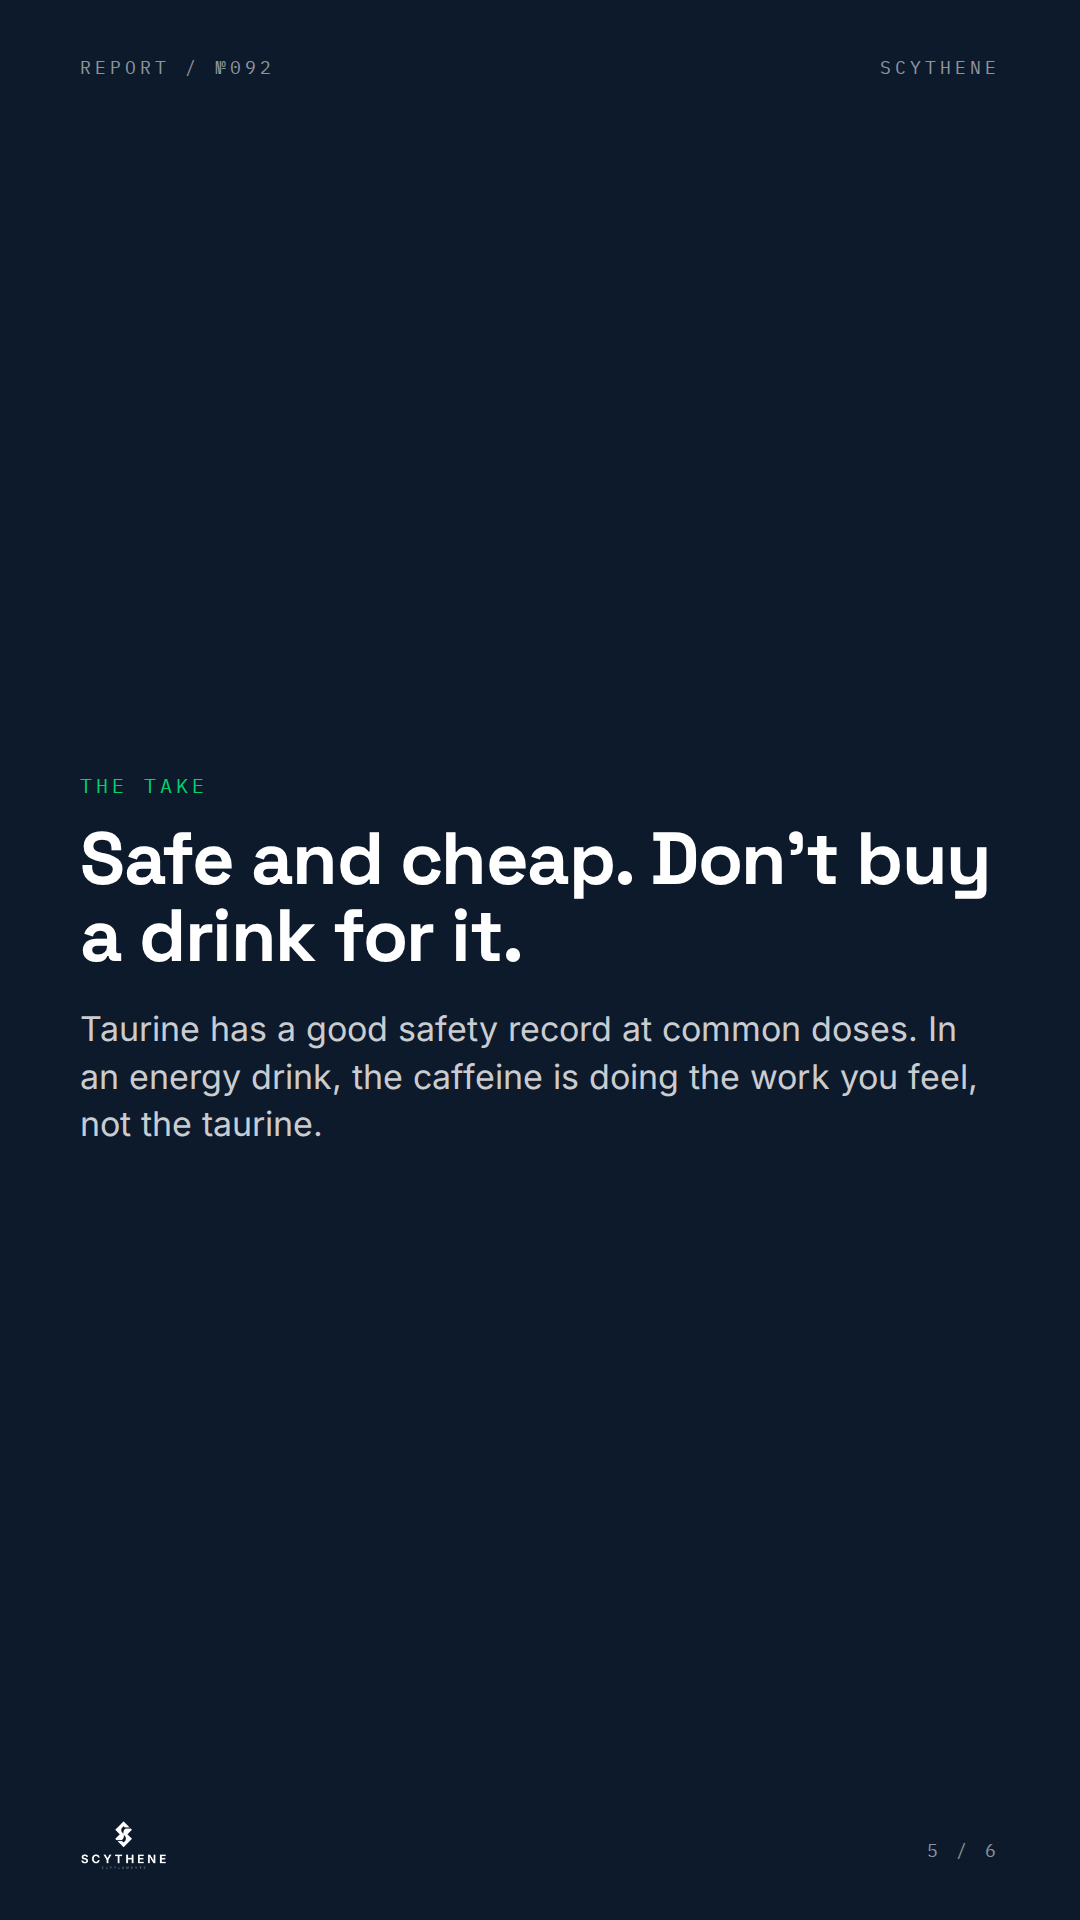 REPORT / №092
SCYTHENE
THE TAKE
Safe and cheap. Don’t buy
a drink for it.
Taurine has a good safety record at common doses. In
an energy drink, the caffeine is doing the work you feel,
not the taurine.
SCYTHENE
5 / 6